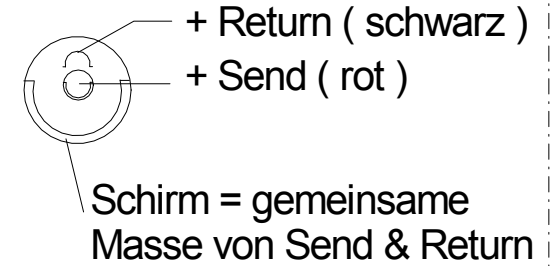 + Return ( schwarz )
+ Send ( rot )
Schirm = gemeinsame
Masse von Send & Return